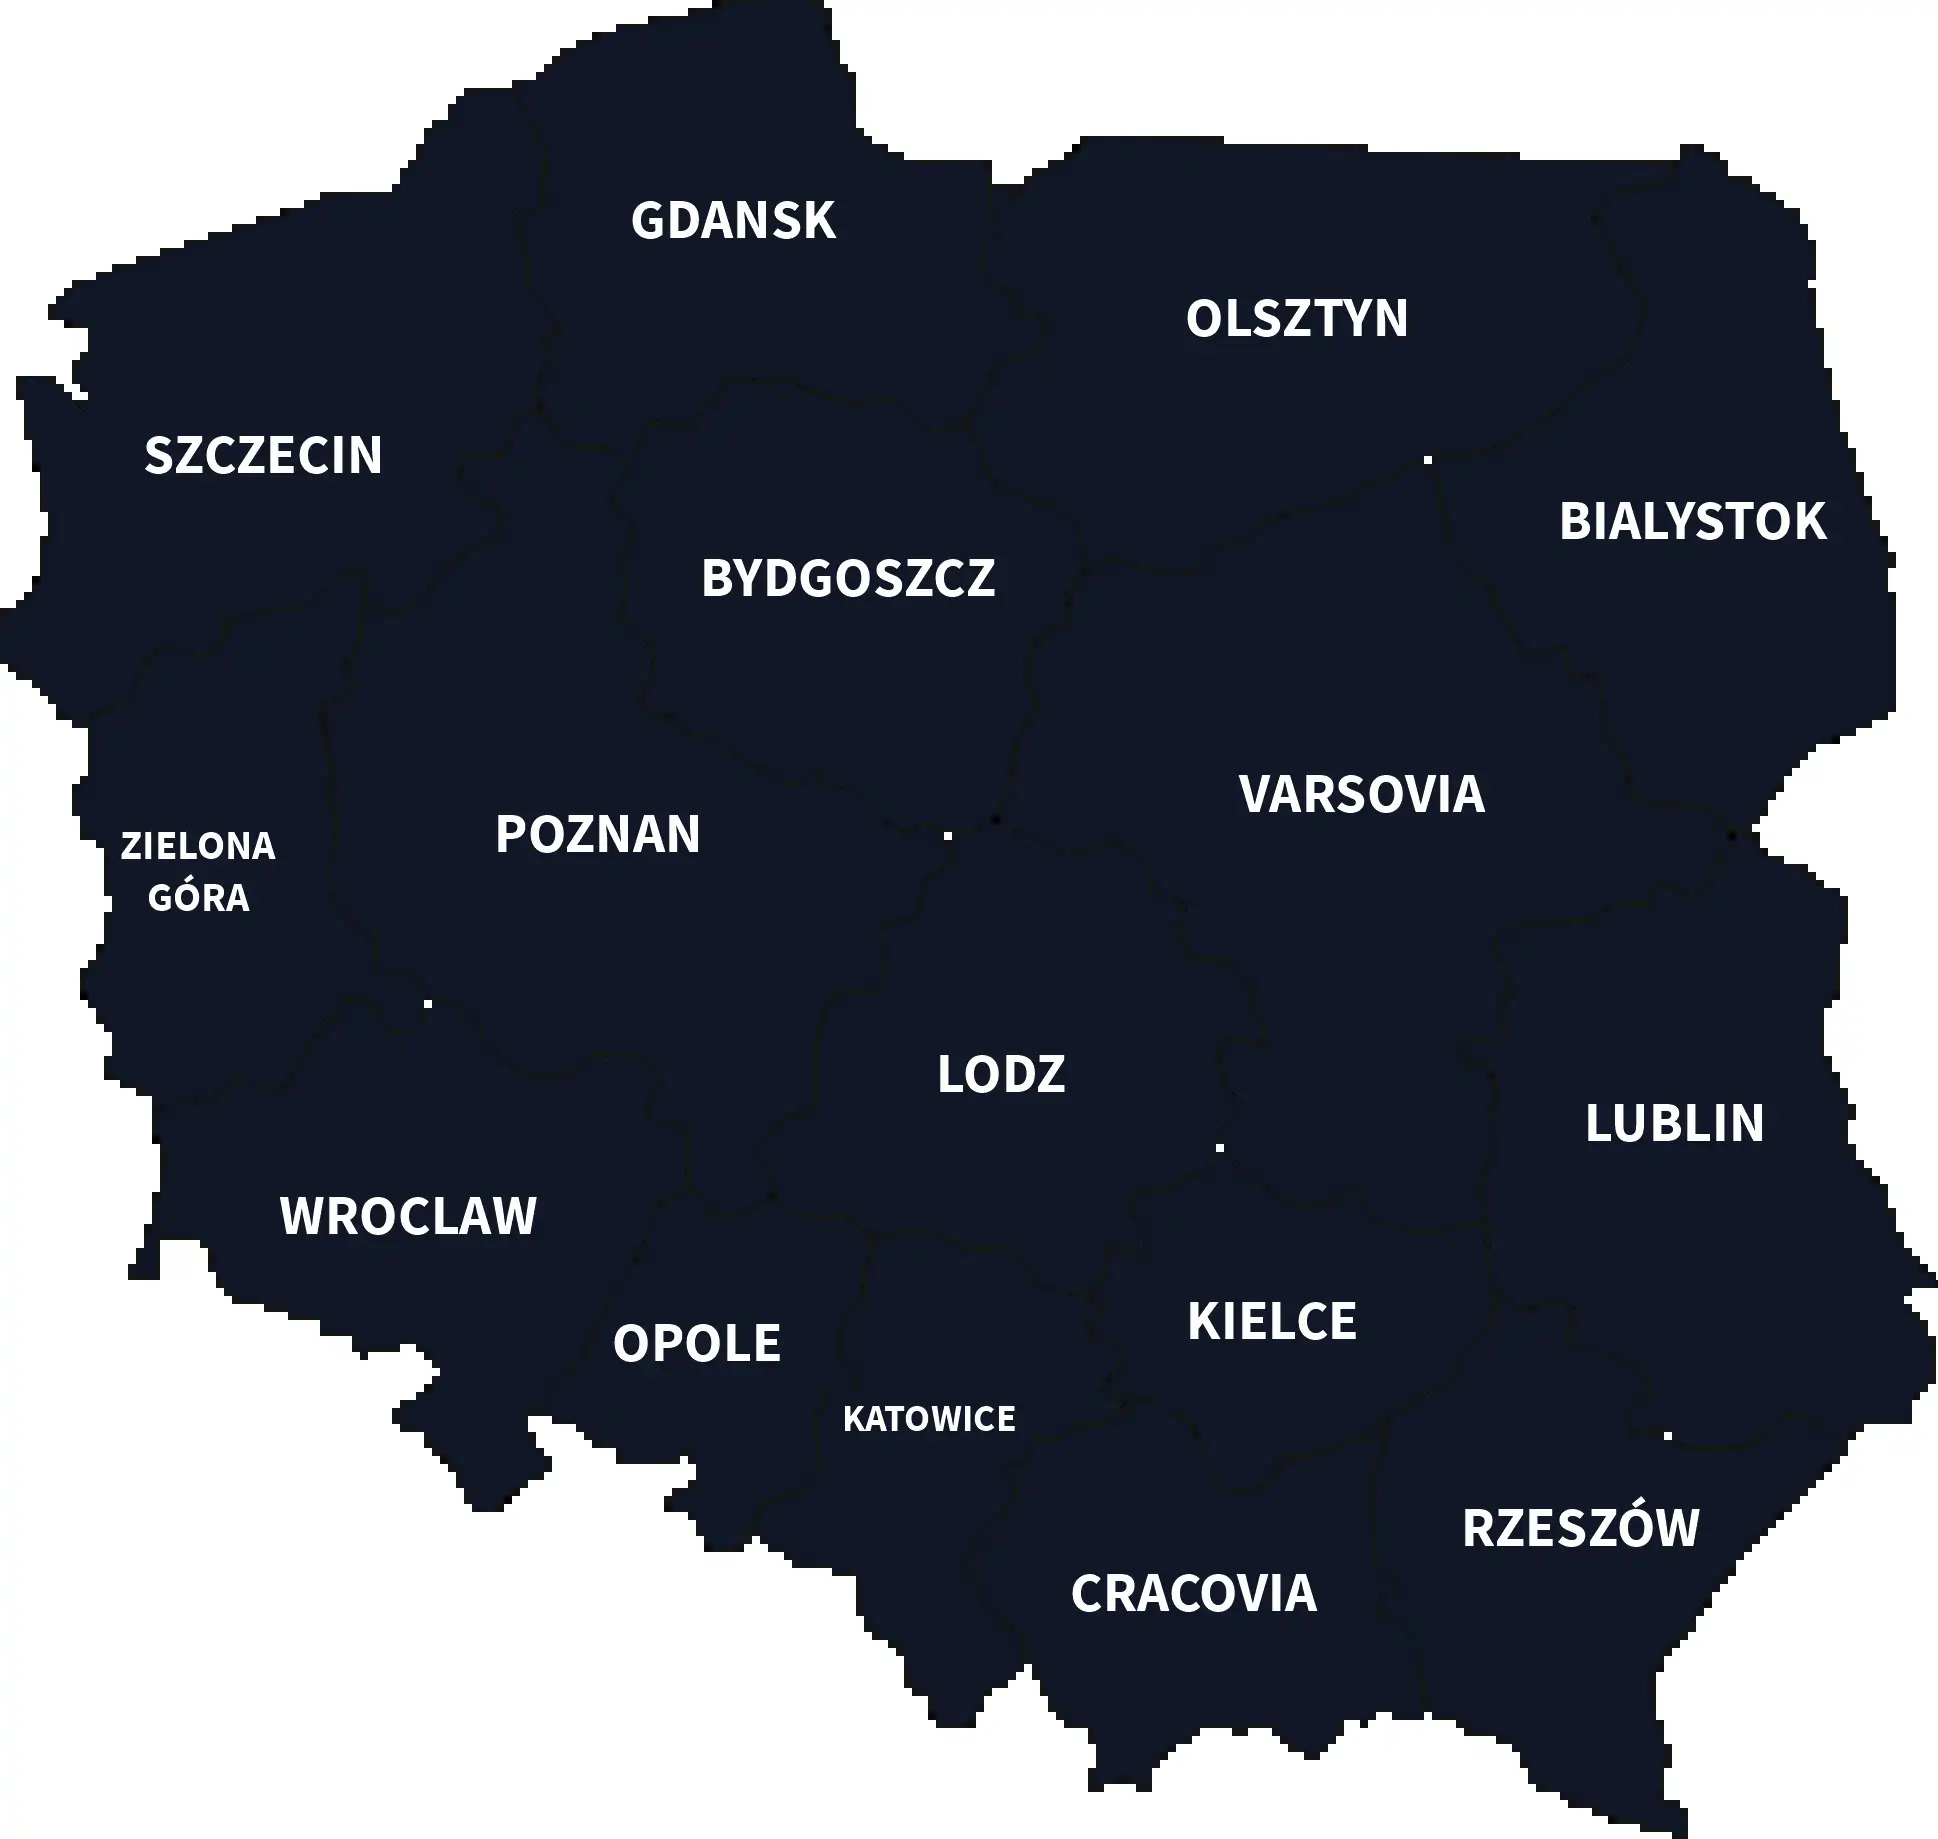 GDANSK
OLSZTYN
SZCZECIN
BIALYSTOK
BYDGOSZCZ
VARSOVIA
POZNAN
ZIELONA
GÓRA
LODZ
LUBLIN
WROCLAW
KIELCE
OPOLE
KATOWICE
RZESZÓW
CRACOVIA